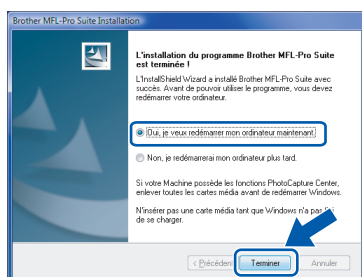 Brother MFL-Pro Suite Installation
L'installation du programme Brother MFL-Pro Suite
est terminée !
L'InstallShield Wizard a installé Brother MFL-Pro Suite avec
succès. Avant de pouvoir utiliser le programme, vous devez
redémarrer votre ordinateur.
Oui, je veux redémarrer mon ordinateur maintenant.
Non, je redémarrerai mon ordinateur plus tard.
Si votre Machine possède les fonctions PhotoCapture Center,
enlever toutes les cartes média avant de redémarrer Windows.
N'insérer pas une carte média tant que Windows n'a pas fini
de se charger.
< Précédent Terminer Annuler